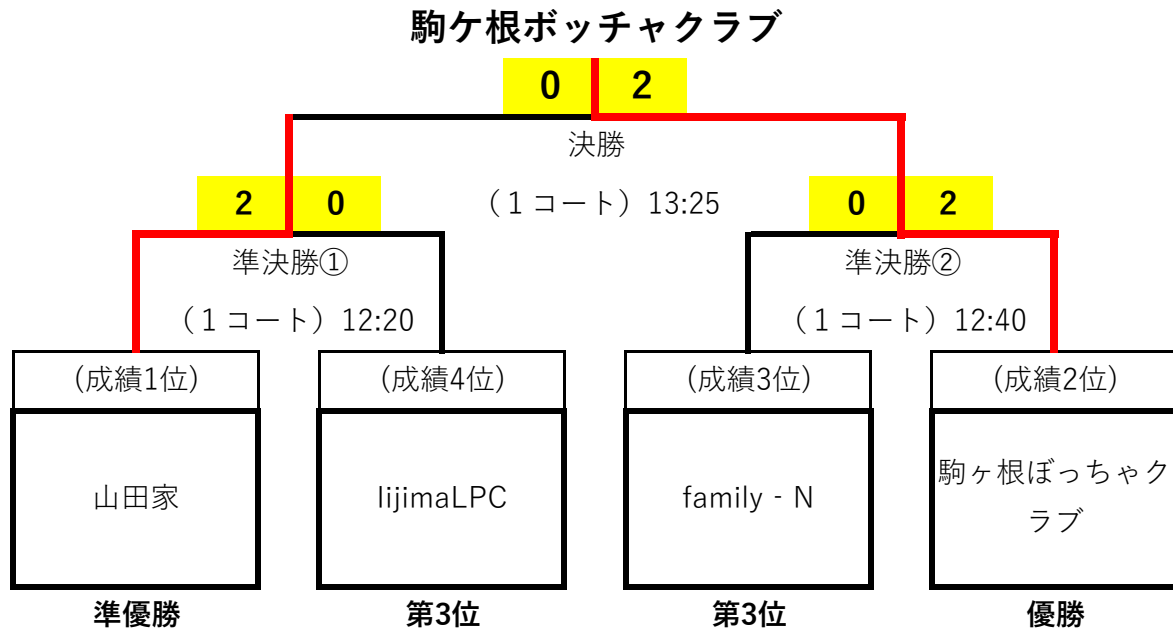 駒ケ根ボッチャクラブ
0 2
決勝
（１コート）13:25
2 0
0 2
準決勝①
準決勝②
（１コート）12:20
（１コート）12:40
(成績1位)
(成績4位)
(成績3位)
(成績2位)
山田家
IijimaLPC
family‐N
駒ヶ根ぼっちゃク
ラブ
準優勝
第3位
第3位
優勝